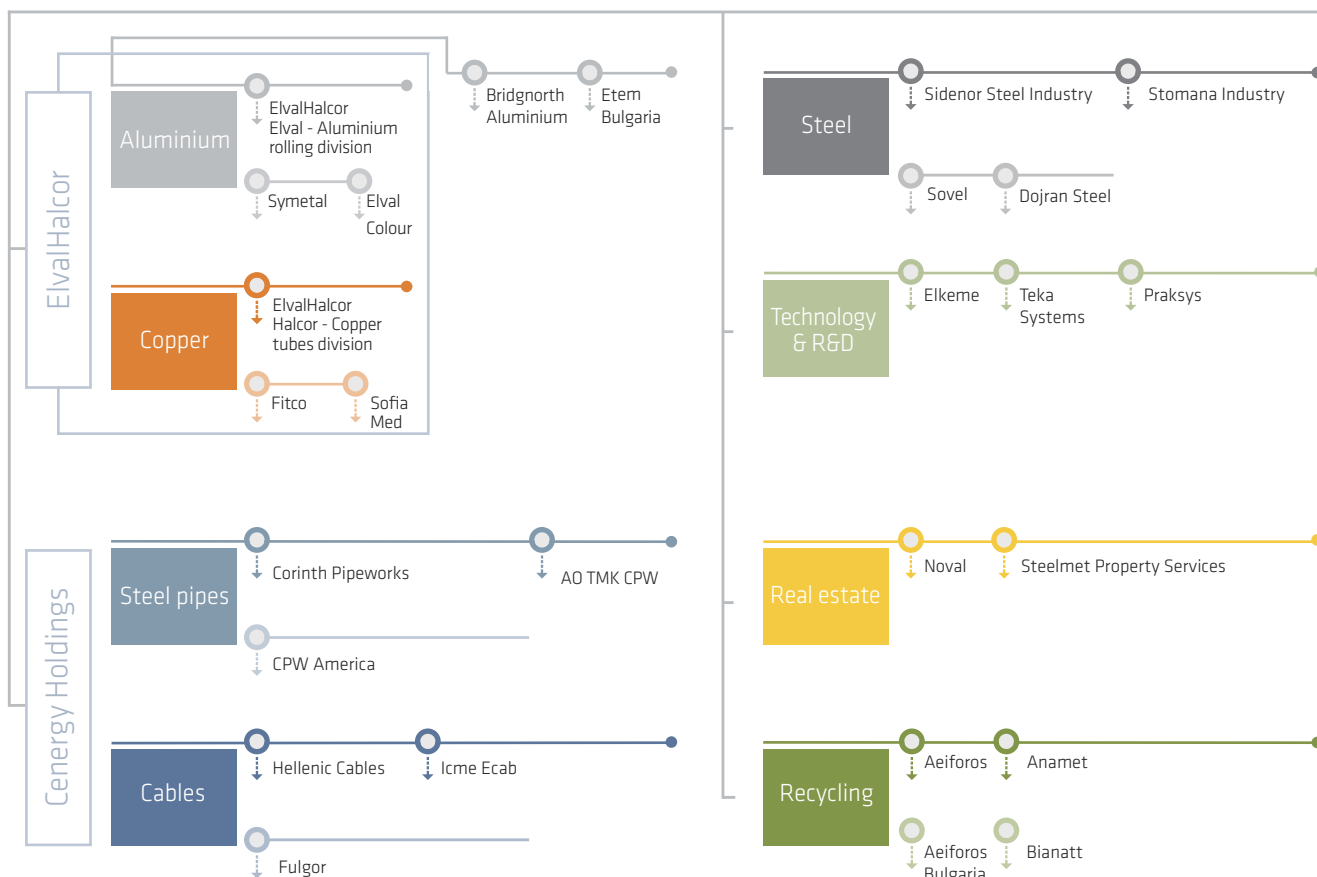 ElvalHalcor
Aluminium
ElvalHalcor
Elval - Aluminium
rolling division
Symetal
Elval
Colour
Bridgnorth
Aluminium
Etem
Bulgaria
Copper
ElvalHalcor
Halcor - Copper
tubes division
Fitco
Sofia
Med
Cenergy Holdings
Steel pipes
Corinth Pipeworks
AO TMK CPW
CPW America
Cables
Hellenic Cables
Icme Ecab
Fulgor
Steel
Sidenor Steel Industry
Stomana Industry
Sovel
Dojran Steel
Technology
& R&D
Elkeme
Teka
Systems
Praksys
Real estate
Noval
Steelmet Property Services
Recycling
Aeiforos
Anamet
Aeiforos
Bulgaria
Bianatt